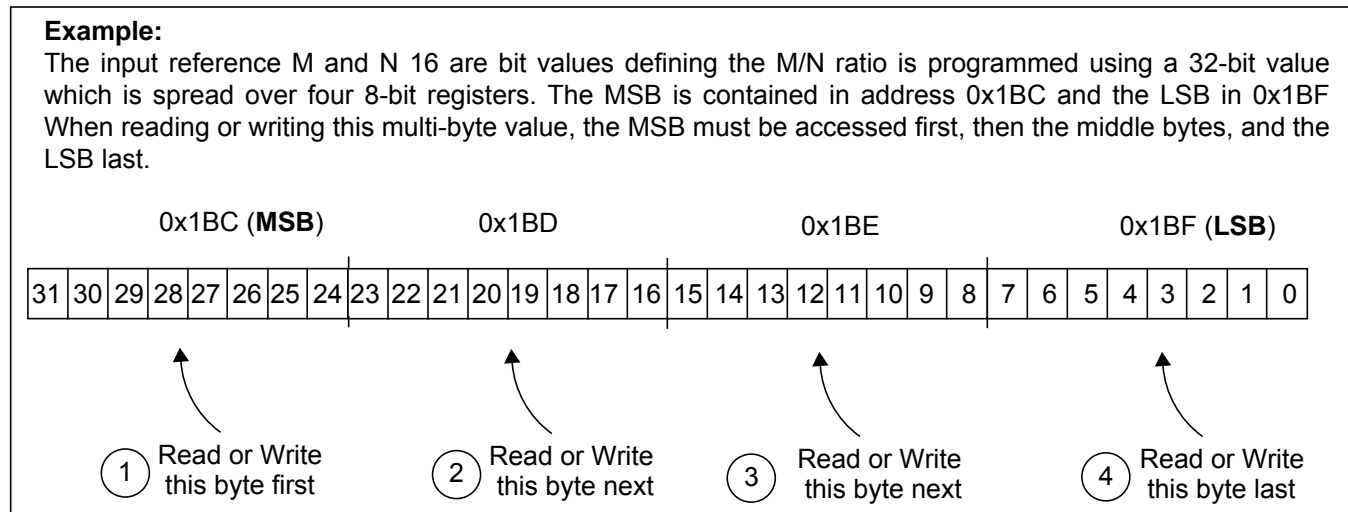 Example:
The input reference M and N 16 are bit values defining the M/N ratio is programmed using a 32-bit value
which is spread over four 8-bit registers. The MSB is contained in address 0x1BC and the LSB in 0x1BF
When reading or writing this multi-byte value, the MSB must be accessed first, then the middle bytes, and the
LSB last.
0x1BC (MSB) 0x1BD 0x1BE 0x1BF (LSB)
31 30 29 28 27 26 25 24 23 22 21 20 19 18 17 16 15 14 13 12 11 10 9 8 7 6 5 4 3 2 1 0
1 Read or Write
this byte first
2 Read or Write
this byte next
3 Read or Write
this byte next
4 Read or Write
this byte last